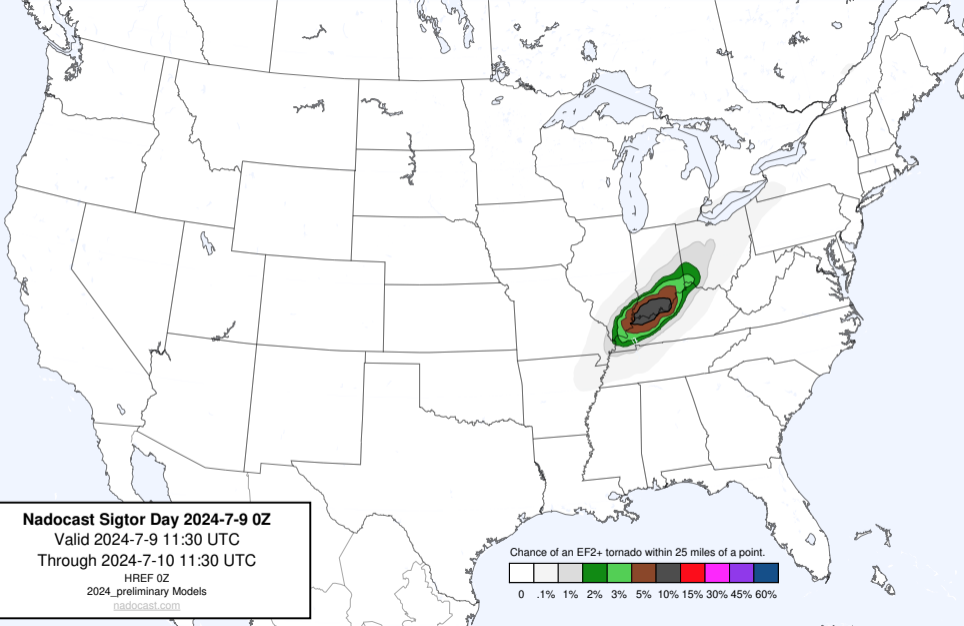 Nadocast Sigtor Day 2024-7-9 0Z
Valid 2024-7-9 11:30 UTC
Through 2024-7-10 11:30 UTC
HREF 0Z
2024_preliminary Models
nadocast.com
Chance of an EF2+ tornado within 25 miles of a point.
0 .1% 1% 2% 3% 5% 10% 15% 30% 45% 60%